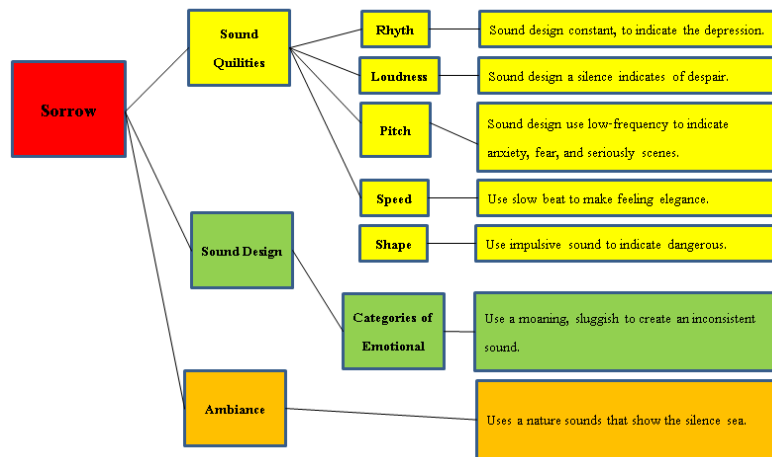 Sorrow
Sound
Quilities
Rhyth
Sound design constant, to indicate the depression.
Loudness
Sound design a silence indicates of despair.
Pitch
Sound design use low-frequency to indicate
anxiety, fear, and seriously scenes.
Speed
Use slow beat to make feeling elegance.
Shape
Use impulsive sound to indicate dangerous.
Sound Design
Categories of
Emotional
Use a moaning, sluggish to create an inconsistent
sound.
Ambiance
Uses a nature sounds that show the silence sea.